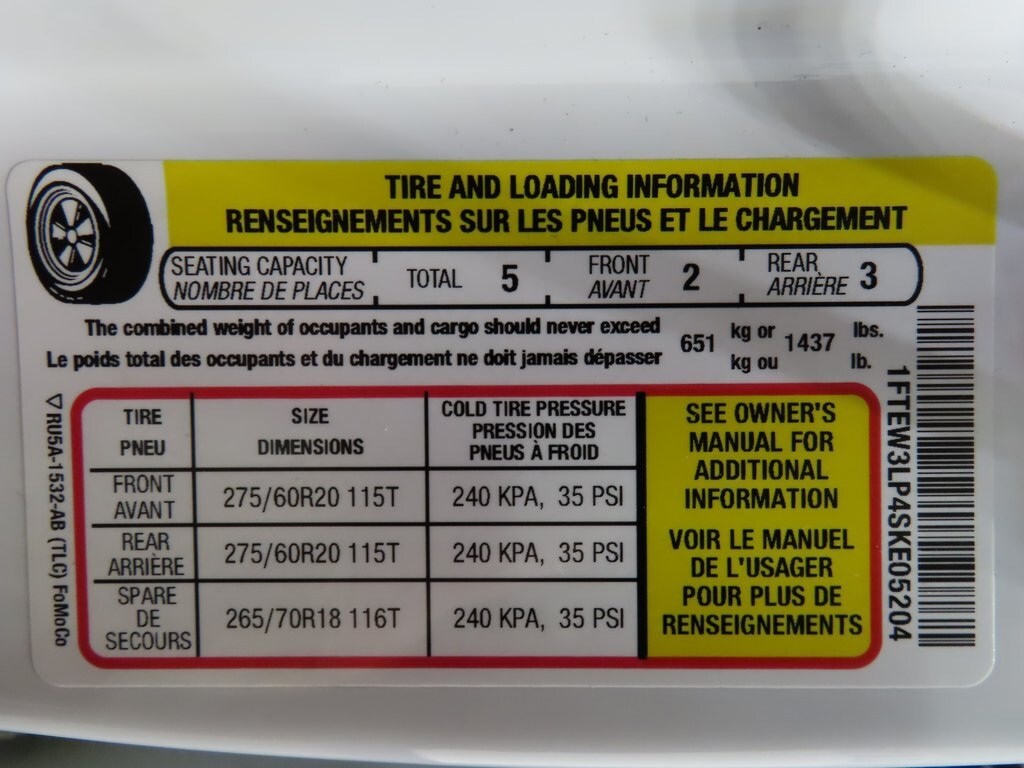 TIRE AND LOADING INFORMATION
RENSEIGNEMENTS SUR LES PNEUS ET LE CHARGEMENT
SEATING CAPACITY TOTAL 5 FRONT 2 REAR 3
NOMBRE DE PLACES AVANT ARRIÈRE
The combined weight of occupants and cargo should never exceed 651 kg or 1437 lbs.
Le poids total des occupants et du chargement ne doit jamais dépasser kg ou lb.
TIRE SIZE COLD TIRE PRESSURE
PNEU DIMENSIONS PRESSION DES
PNEUS À FROID
FRONT
AVANT 275/60R20 115T 240 KPA, 35 PSI
REAR
ARRIÈRE 275/60R20 115T 240 KPA, 35 PSI
SPARE
DE
SECOURS 265/70R18 116T 240 KPA, 35 PSI
SEE OWNER'S
MANUAL FOR
ADDITIONAL
INFORMATION
VOIR LE MANUEL
DE L'USAGER
POUR PLUS DE
RENSEIGNEMENTS
▽RU5A-1532-AB (TLC) FoMoCo
1FTEW3LP4SKE05204